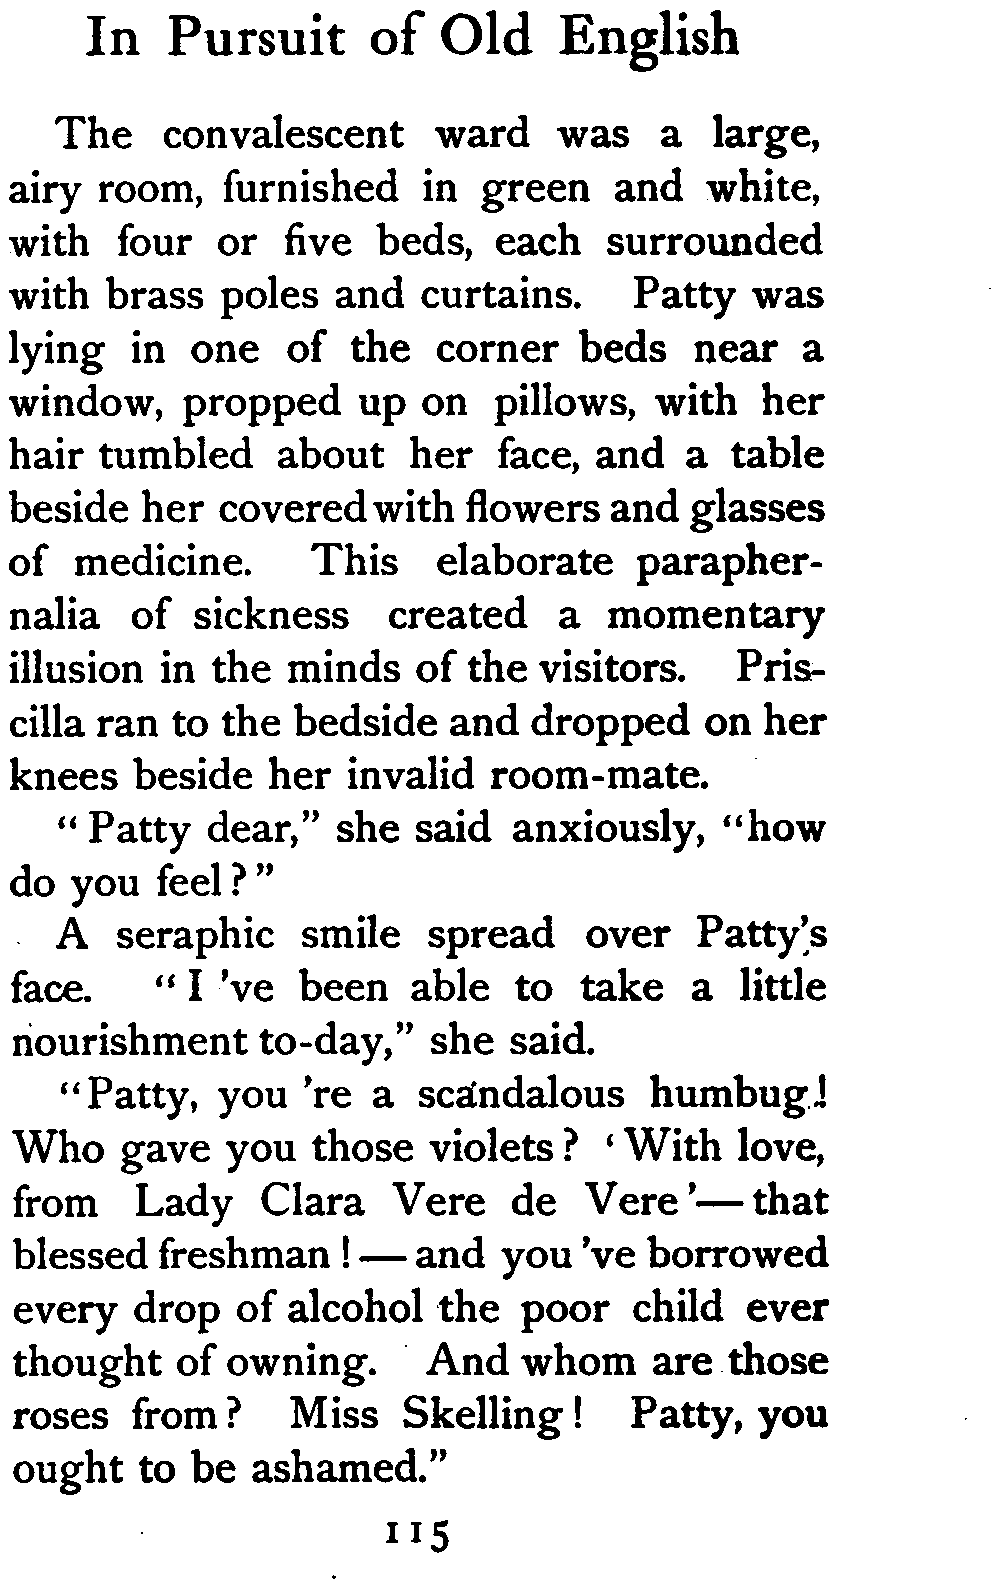 In Pursuit of Old English
The convalescent ward was a large,
airy room, furnished in green and white,
with four or five beds, each surrounded
with brass poles and curtains. Patty was
lying in one of the corner beds near a
window, propped up on pillows, with her
hair tumbled about her face, and a table
beside her covered with flowers and glasses
of medicine. This elaborate parapher-
nalia of sickness created a momentary
illusion in the minds of the visitors. Pris-
cilla ran to the bedside and dropped on her
knees beside her invalid room-mate.
“Patty dear,” she said anxiously, “how
do you feel?”
A seraphic smile spread over Patty’s
face. “I ’ve been able to take a little
nourishment to-day,” she said.
“Patty, you ’re a scandalous humbug!
Who gave you those violets? ‘With love,
from Lady Clara Vere de Vere’—that
blessed freshman!—and you ’ve borrowed
every drop of alcohol the poor child ever
thought of owning. And whom are those
roses from? Miss Skelling! Patty, you
ought to be ashamed.”
115